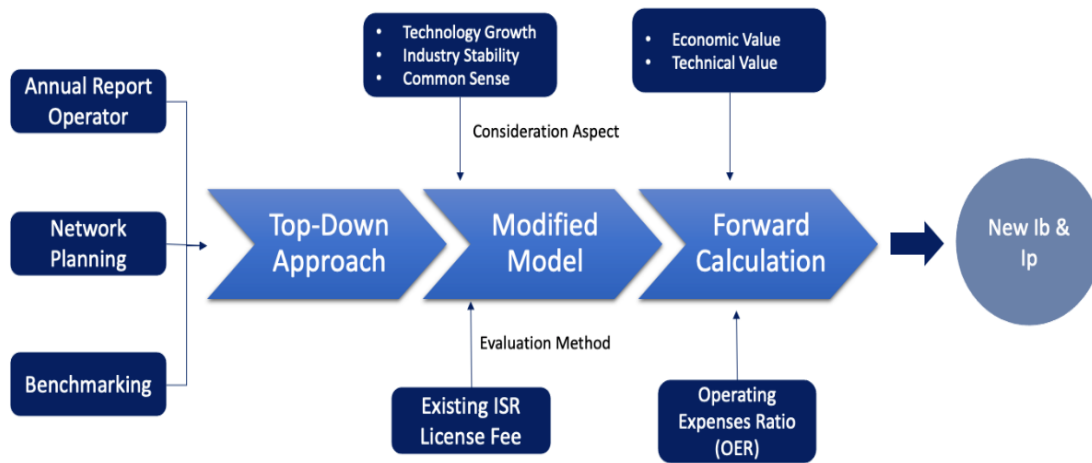 • Technology Growth
• Industry Stability
• Common Sense
• Economic Value
• Technical Value
Annual Report
Operator
Consideration Aspect
Network
Planning
Top-Down
Approach
Modified
Model
Forward
Calculation
New Ib &
Ip
Evaluation Method
Benchmarking
Existing ISR
License Fee
Operating
Expenses Ratio
(OER)